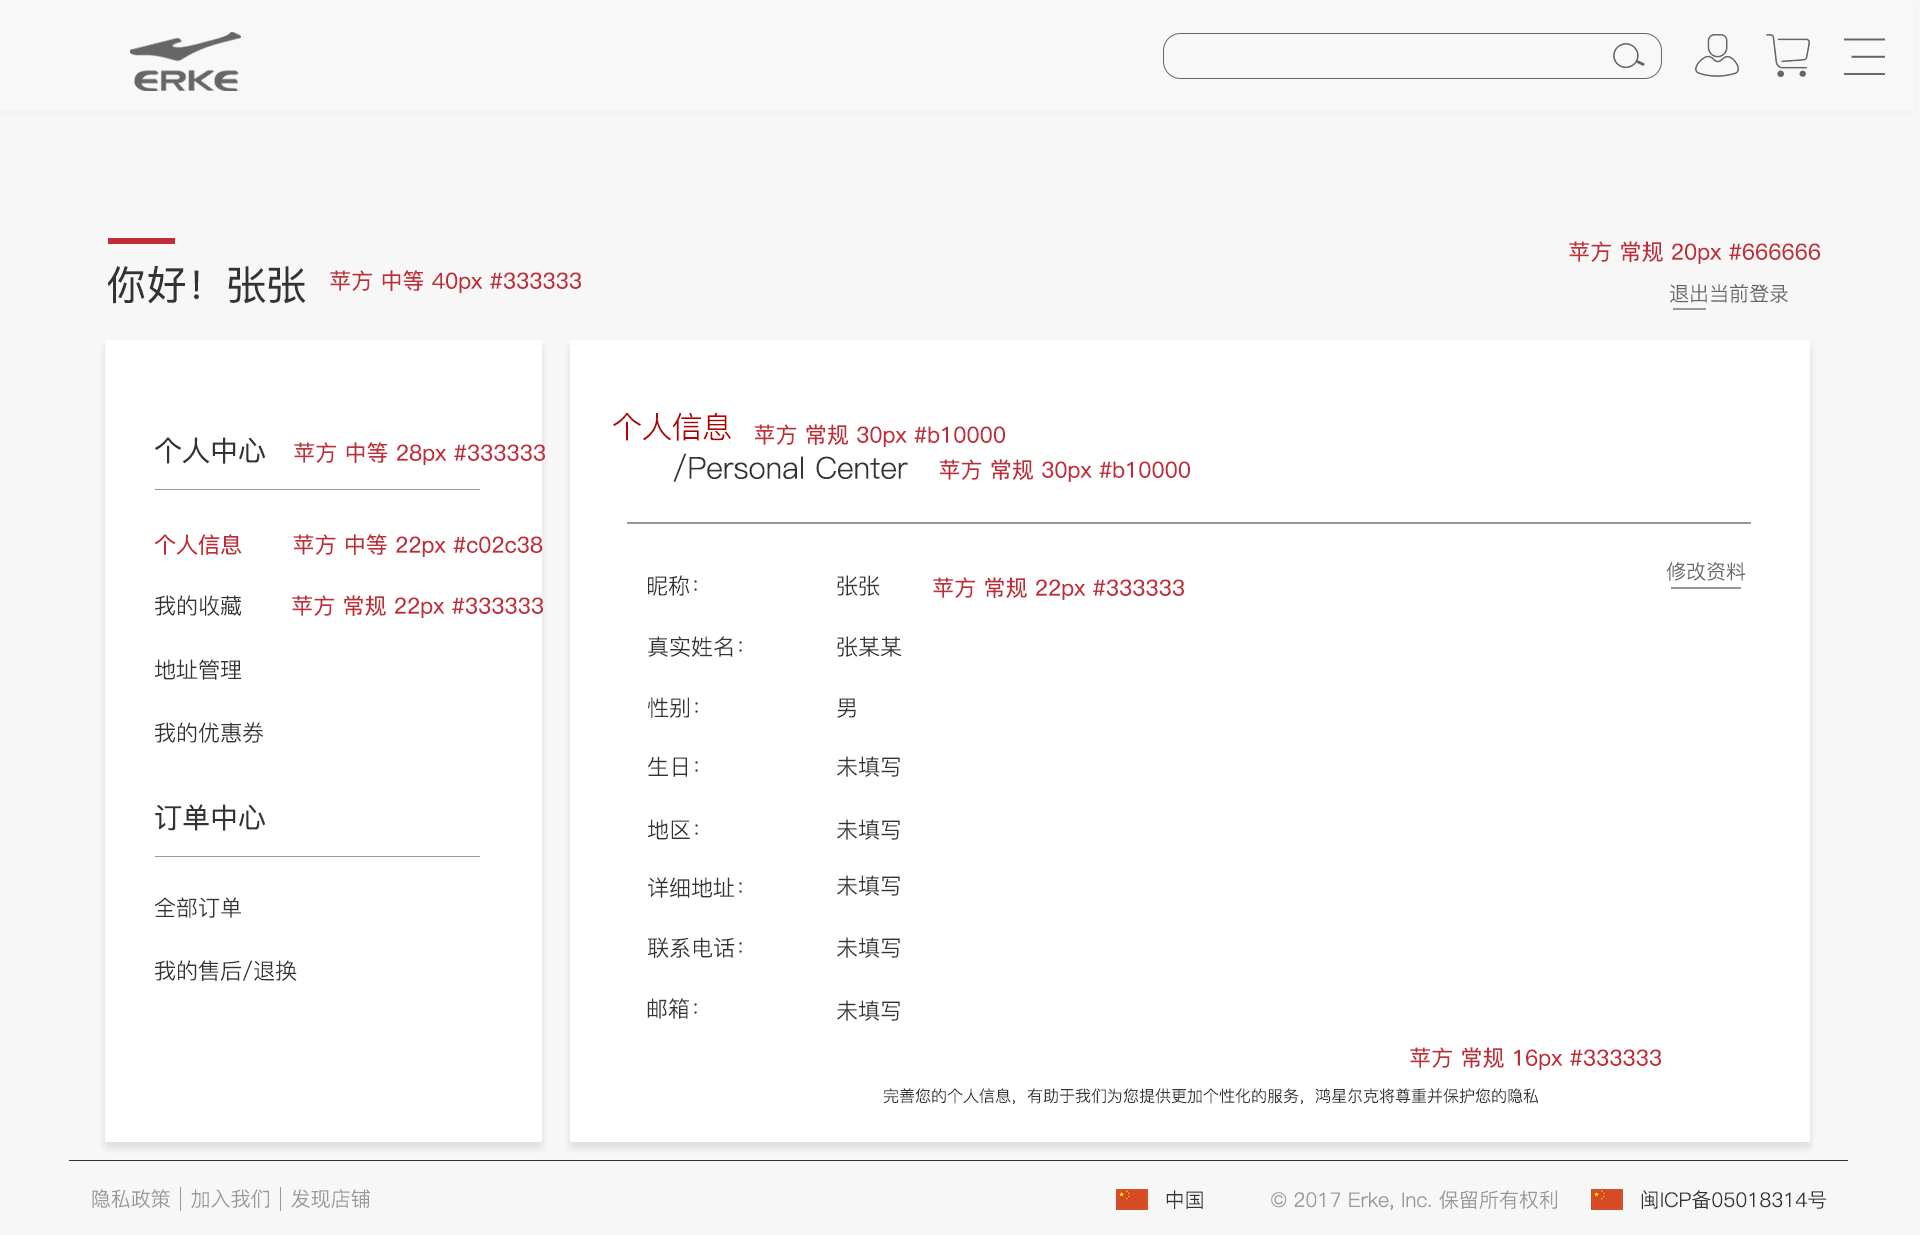 ERKE
苹方 常规 20px #666666
你好！张张 苹方 中等 40px #333333
退出当前登录
个人中心 苹方 中等 28px #333333
个人信息 苹方 中等 22px #c02c38
我的收藏 苹方 常规 22px #333333
地址管理
我的优惠券
订单中心
全部订单
我的售后/退换
个人信息 苹方 常规 30px #b10000
/Personal Center 苹方 常规 30px #b10000
修改资料
昵称： 张张 苹方 常规 22px #333333
真实姓名： 张某某
性别： 男
生日： 未填写
地区： 未填写
详细地址： 未填写
联系电话： 未填写
邮箱： 未填写
苹方 常规 16px #333333
完善您的个人信息，有助于我们为您提供更加个性化的服务，鸿星尔克将尊重并保护您的隐私
隐私政策 | 加入我们 | 发现店铺 中国 © 2017 Erke, Inc. 保留所有权利 闽ICP备05018314号